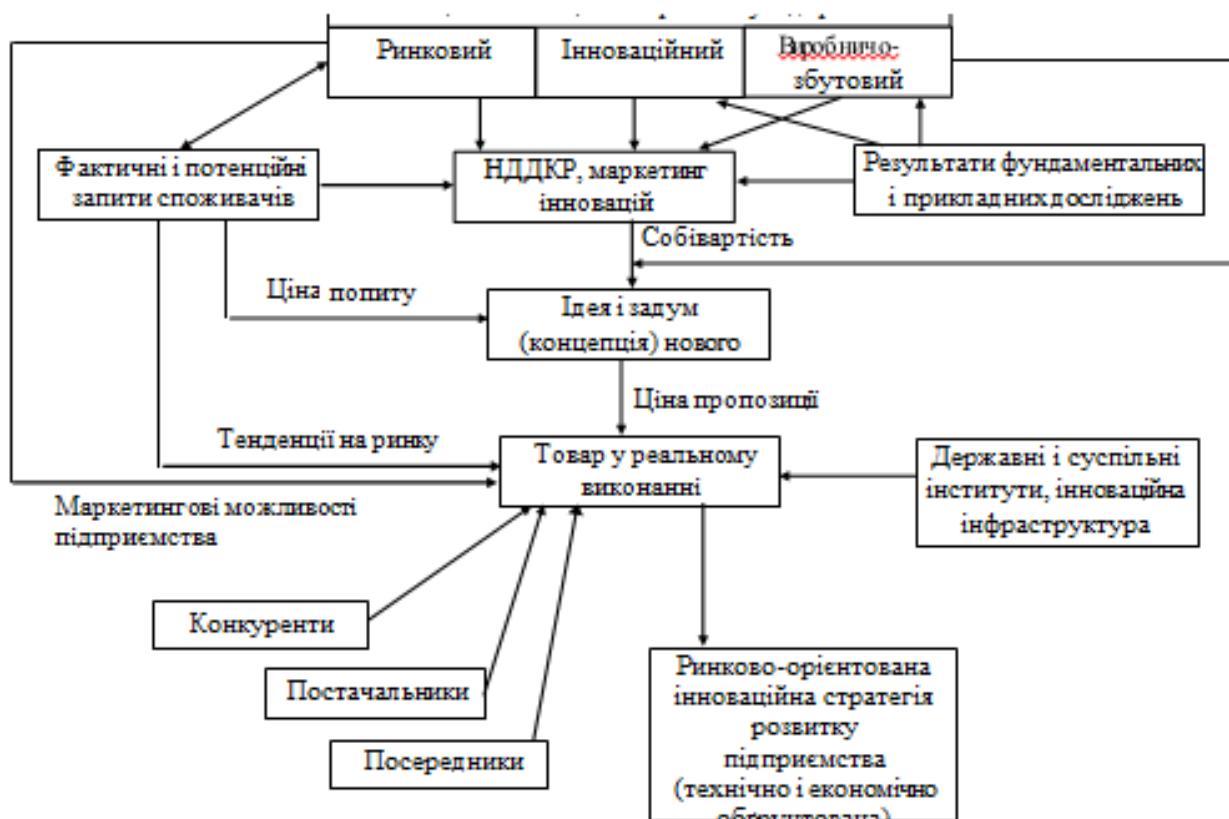 Ринковий
Інноваційний
Виробничо-
збутовий
Фактичні і потенційні
запити споживачів
НДДКР, маркетинг
інновацій
Результати фундаментальних
і прикладних досліджень
Собівартість
Ціна попиту
Ідея і задум
(концепція) нового
Ціна пропозиції
Тенденції на ринку
Товар у реальному
виконанні
Державні і суспільні
інститути, інноваційна
інфраструктура
Маркетингові можливості
підприємства
Конкуренти
Постачальники
Посередники
Ринково-орієнтована
інноваційна стратегія
розвитку
підприємства
(технічно і економічно